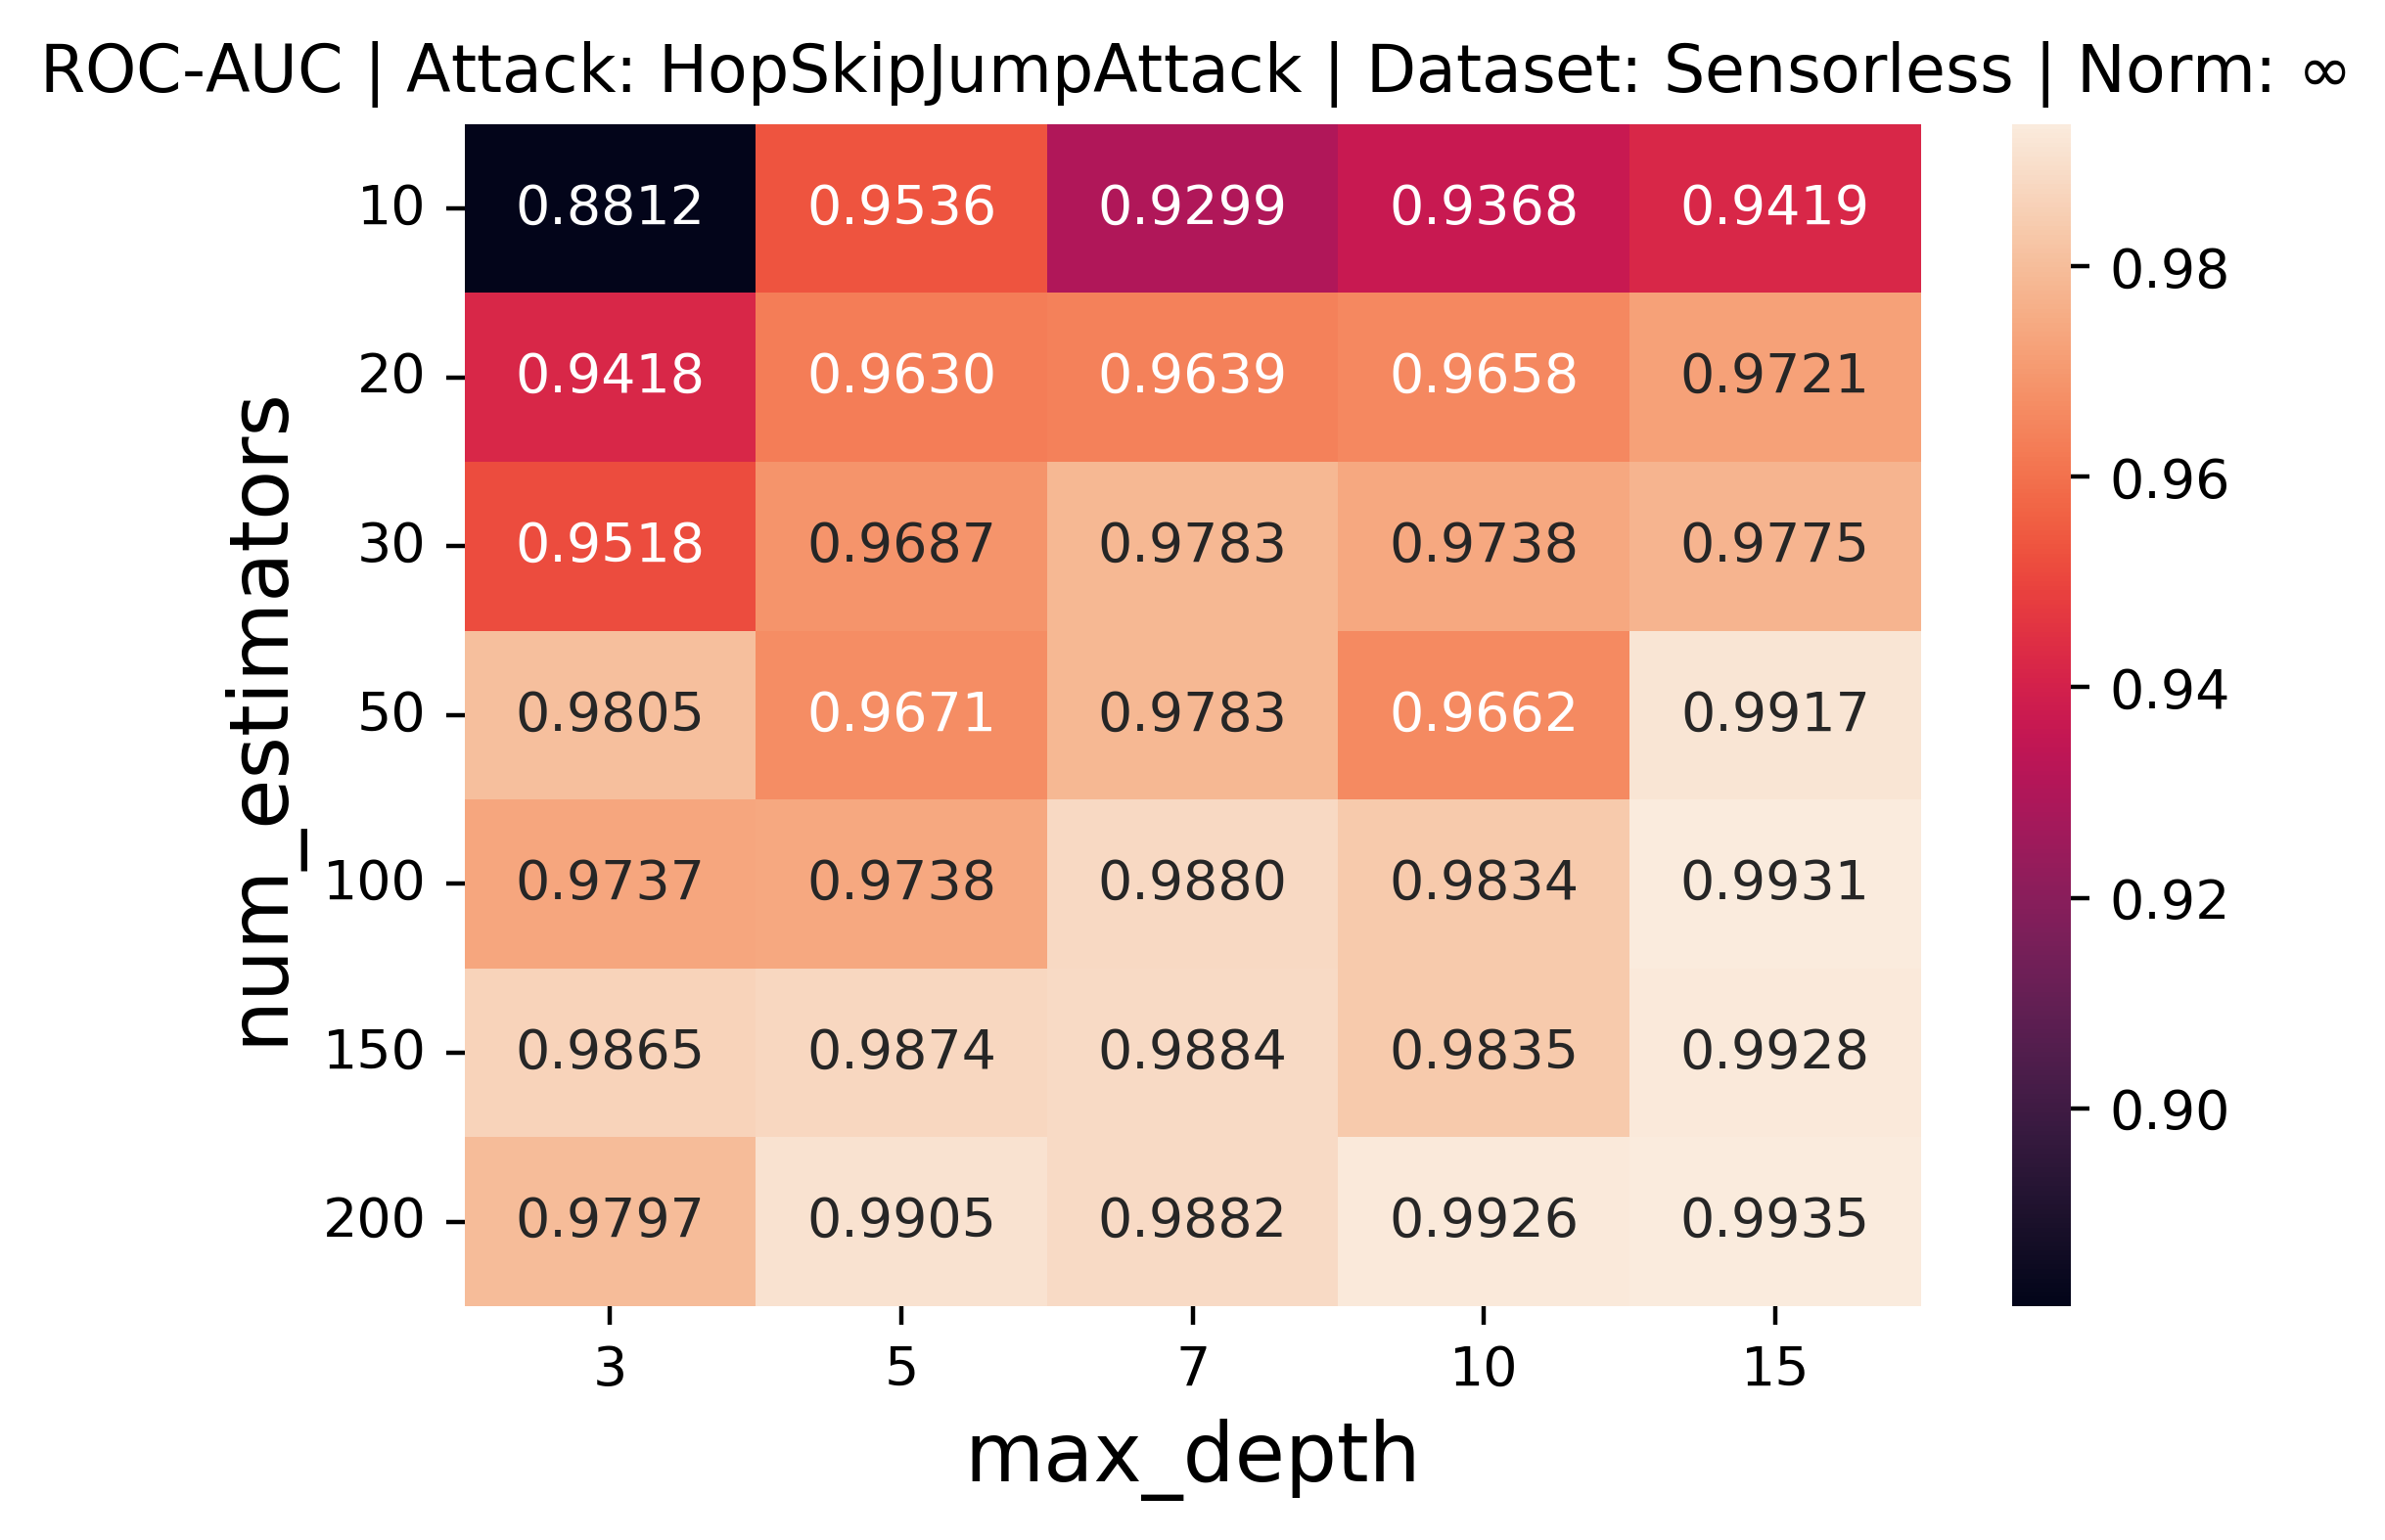 ROC-AUC | Attack: HopSkipJumpAttack | Dataset: Sensorless | Norm: ∞
num_estimators
10 0.8812 0.9536 0.9299 0.9368 0.9419
20 0.9418 0.9630 0.9639 0.9658 0.9721
30 0.9518 0.9687 0.9783 0.9738 0.9775
50 0.9805 0.9671 0.9783 0.9662 0.9917
100 0.9737 0.9738 0.9880 0.9834 0.9931
150 0.9865 0.9874 0.9884 0.9835 0.9928
200 0.9797 0.9905 0.9882 0.9926 0.9935
3 5 7 10 15
max_depth
0.98
0.96
0.94
0.92
0.90